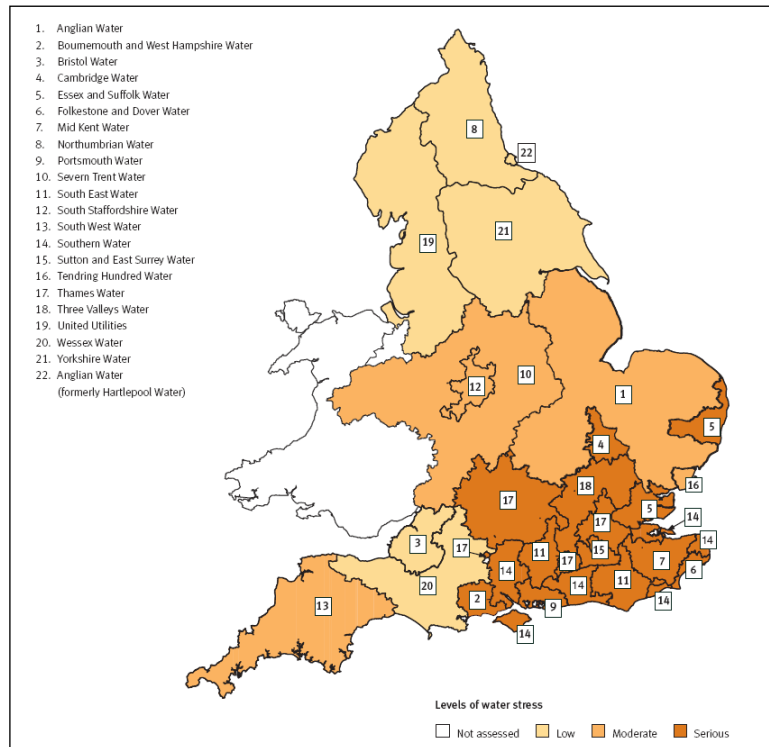 1. Anglian Water
2. Bournemouth and West Hampshire Water
3. Bristol Water
4. Cambridge Water
5. Essex and Suffolk Water
6. Folkestone and Dover Water
7. Mid Kent Water
8. Northumbrian Water
9. Portsmouth Water
10. Severn Trent Water
11. South East Water
12. South Staffordshire Water
13. South West Water
14. Southern Water
15. Sutton and East Surrey Water
16. Tendring Hundred Water
17. Thames Water
18. Three Valleys Water
19. United Utilities
20. Wessex Water
21. Yorkshire Water
22. Anglian Water
(formerly Hartlepool Water)
8
22
21
19
10
12
1
5
4
16
18
17
5
14
17
3
17
11
15
14
7
17
14
6
20
14
11
2
9
14
13
14
Levels of water stress
Not assessed Low Moderate Serious